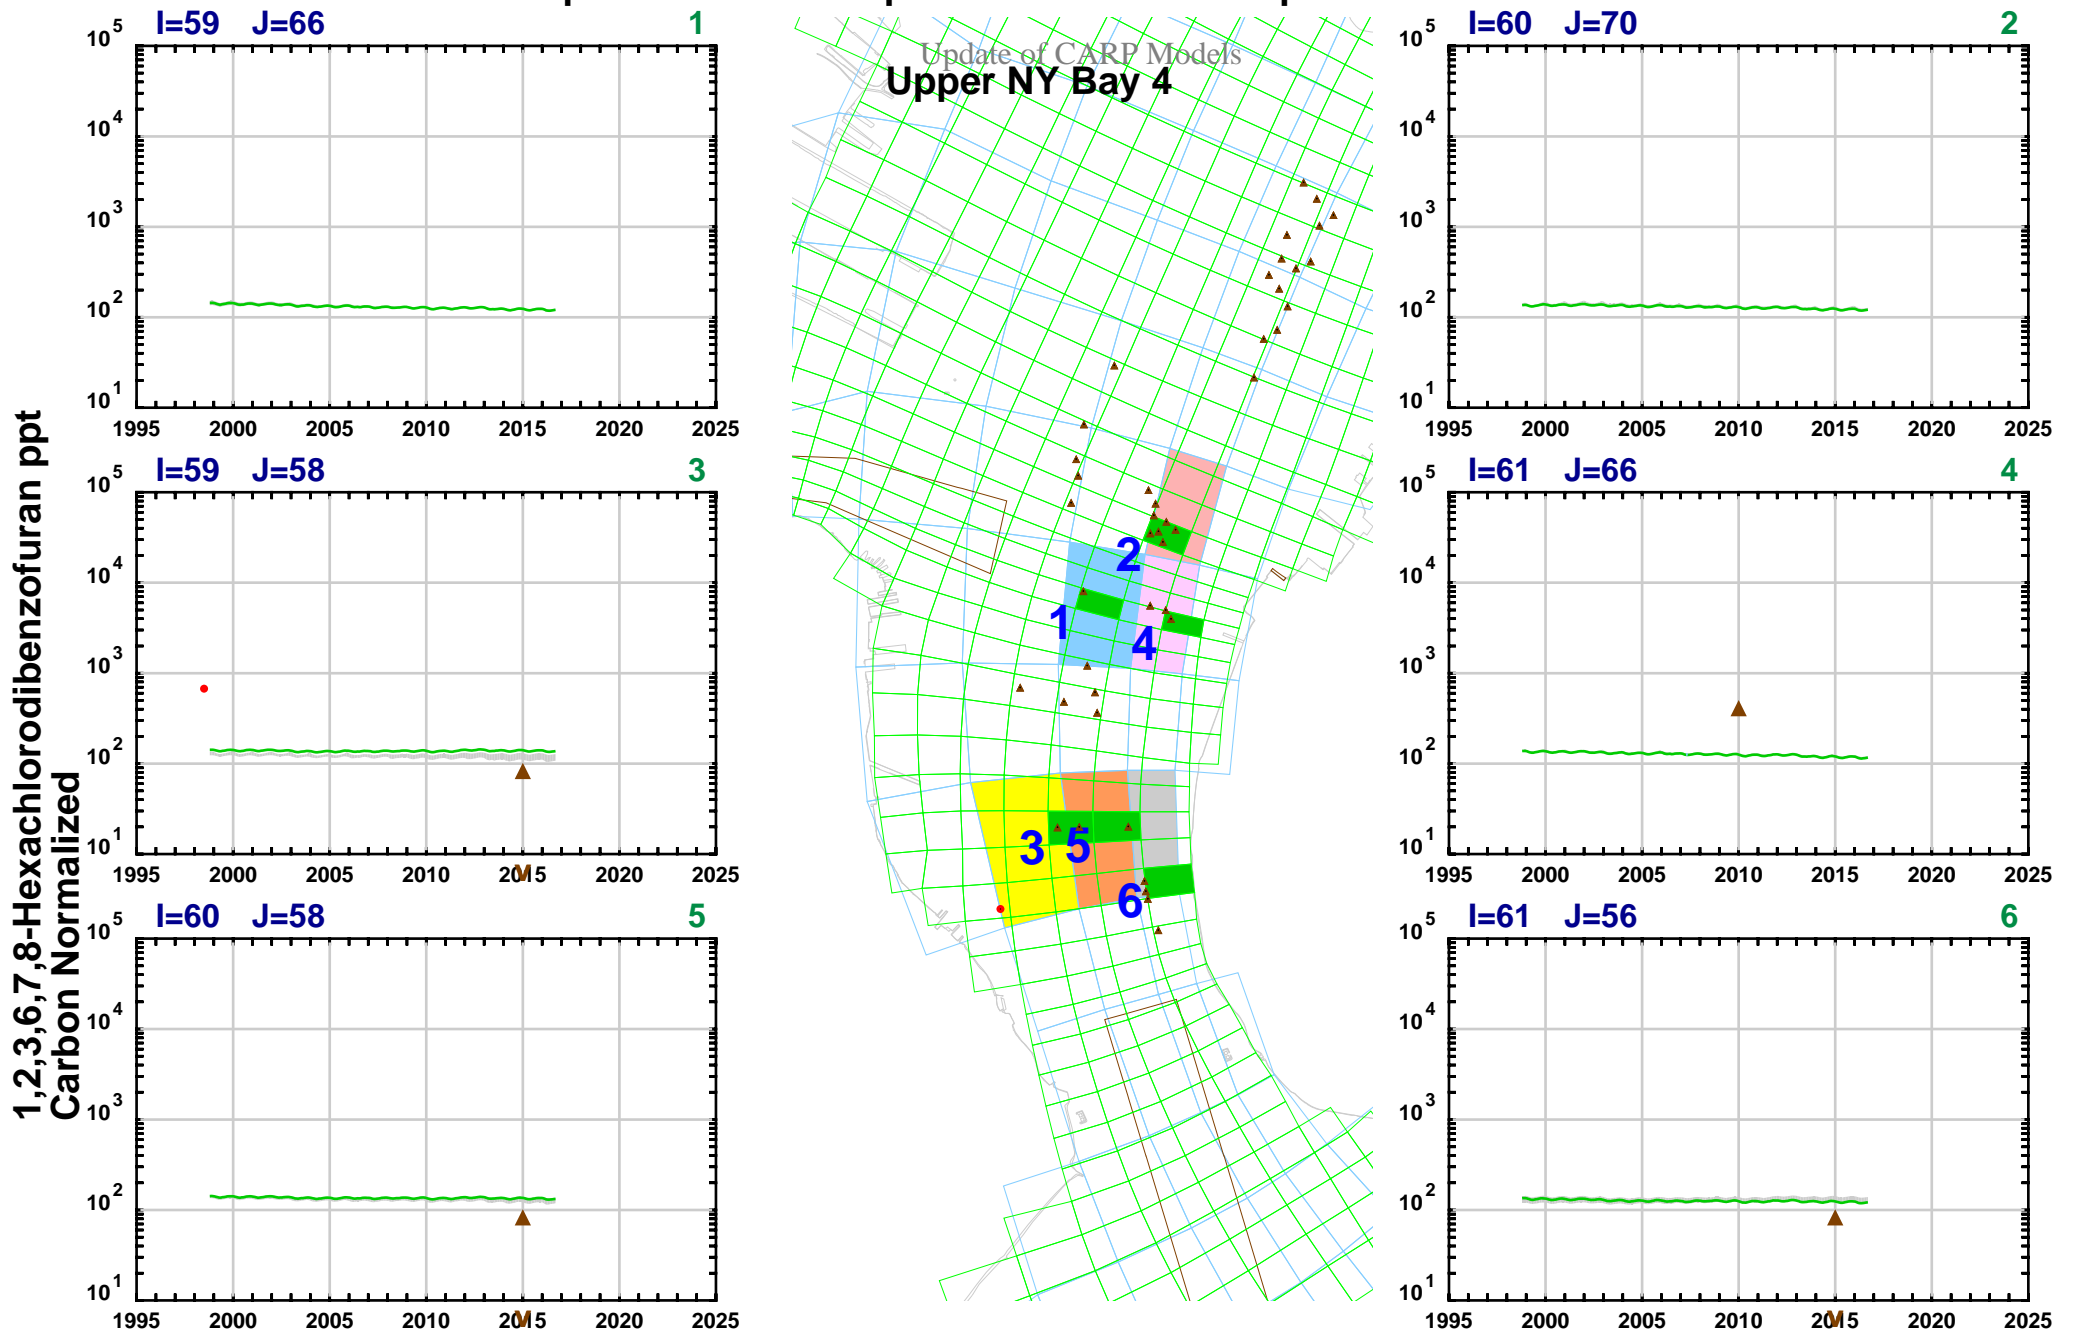 Update of CARP Models
Upper NY Bay 4
1,2,3,6,7,8-Hexachlorodibenzofuran ppt
Carbon Normalized
I=59 J=66 1
10^5
10^4
10^3
10^2
10^1
1995 2000 2005 2010 2015 2020 2025
I=60 J=70 2
10^5
10^4
10^3
10^2
10^1
1995 2000 2005 2010 2015 2020 2025
I=59 J=58 3
10^5
10^4
10^3
10^2
10^1
1995 2000 2005 2010 2015 2020 2025
v
I=61 J=66 4
10^5
10^4
10^3
10^2
10^1
1995 2000 2005 2010 2015 2020 2025
I=60 J=58 5
10^5
10^4
10^3
10^2
10^1
1995 2000 2005 2010 2015 2020 2025
v
I=61 J=56 6
10^5
10^4
10^3
10^2
10^1
1995 2000 2005 2010 2015 2020 2025
v
2
1
4
3 5
6